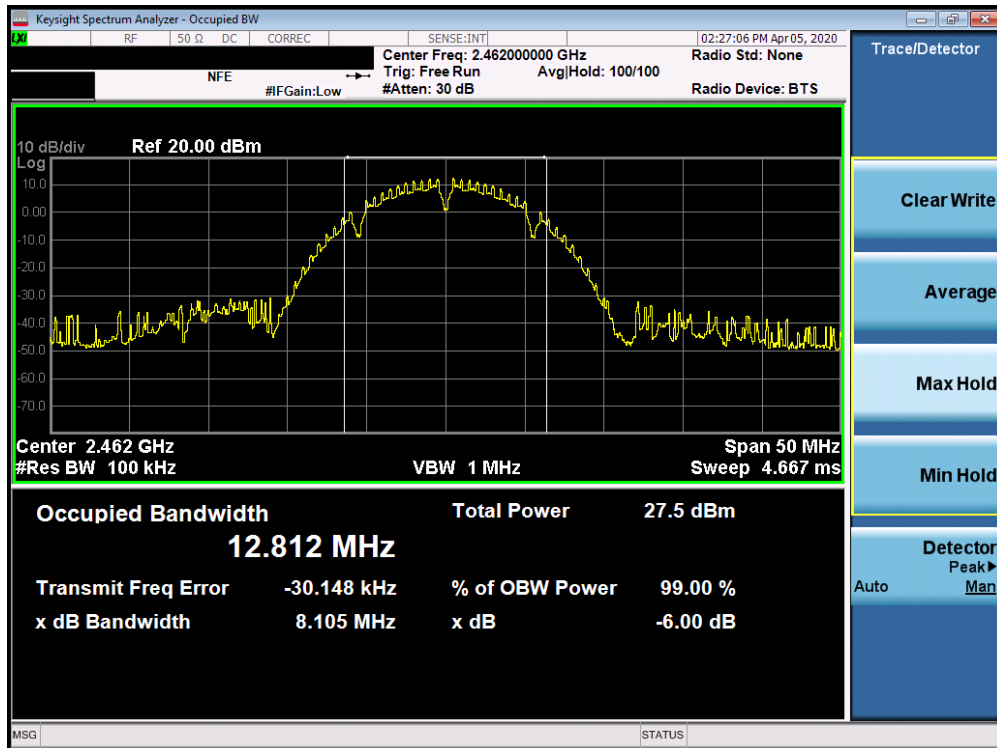 Keysight Spectrum Analyzer - Occupied BW
LXI RF 50 Ω DC CORREC SENSE:INT 02:27:06 PM Apr 05, 2020
Center Freq: 2.462000000 GHz Radio Std: None
NFE Trig: Free Run Avg|Hold: 100/100
#IFGain:Low #Atten: 30 dB Radio Device: BTS
10 dB/div Ref 20.00 dBm
Log
10.0
0.00
-10.0
-20.0
-30.0
-40.0
-50.0
-60.0
-70.0
Center 2.462 GHz Span 50 MHz
#Res BW 100 kHz VBW 1 MHz Sweep 4.667 ms
Occupied Bandwidth Total Power 27.5 dBm
12.812 MHz
Transmit Freq Error -30.148 kHz % of OBW Power 99.00 %
x dB Bandwidth 8.105 MHz x dB -6.00 dB
MSG STATUS
Trace/Detector
Clear Write
Average
Max Hold
Min Hold
Detector
Peak▶
Auto Man